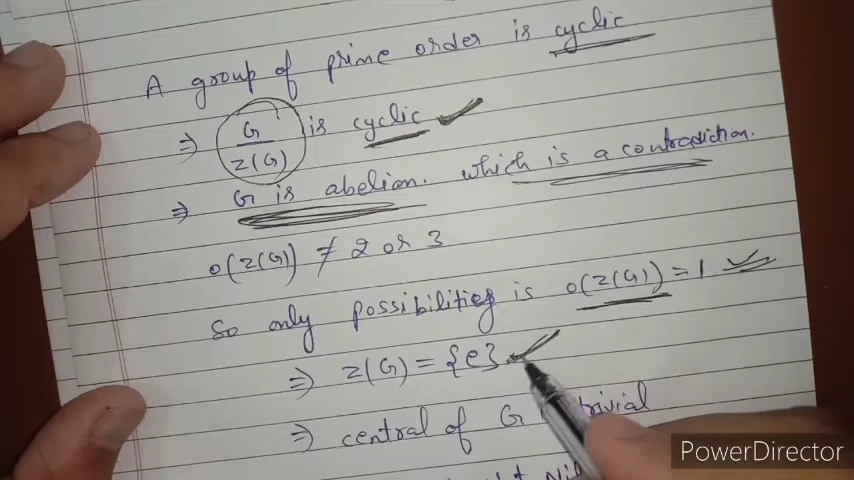 A group of prime order is cyclic
⇒ G/Z(G) is cyclic ✓
⇒ G is abelian. which is a contradiction.
o(Z(G)) ≠ 2 or 3
So only possibilities is o(Z(G)) = 1 ✓
⇒ Z(G) = {e} ✓
⇒ central of G trivial
PowerDirector